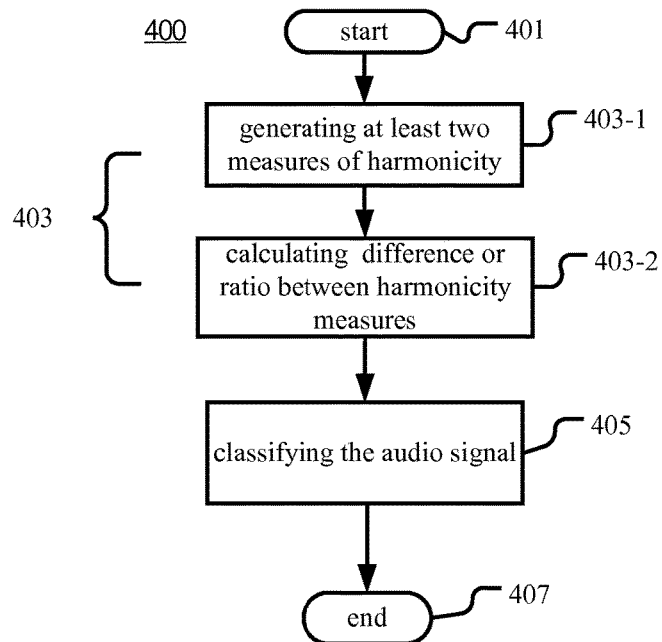 400
start
401
generating at least two
measures of harmonicity
403-1
403
calculating difference or
ratio between harmonicity
measures
403-2
classifying the audio signal
405
end
407